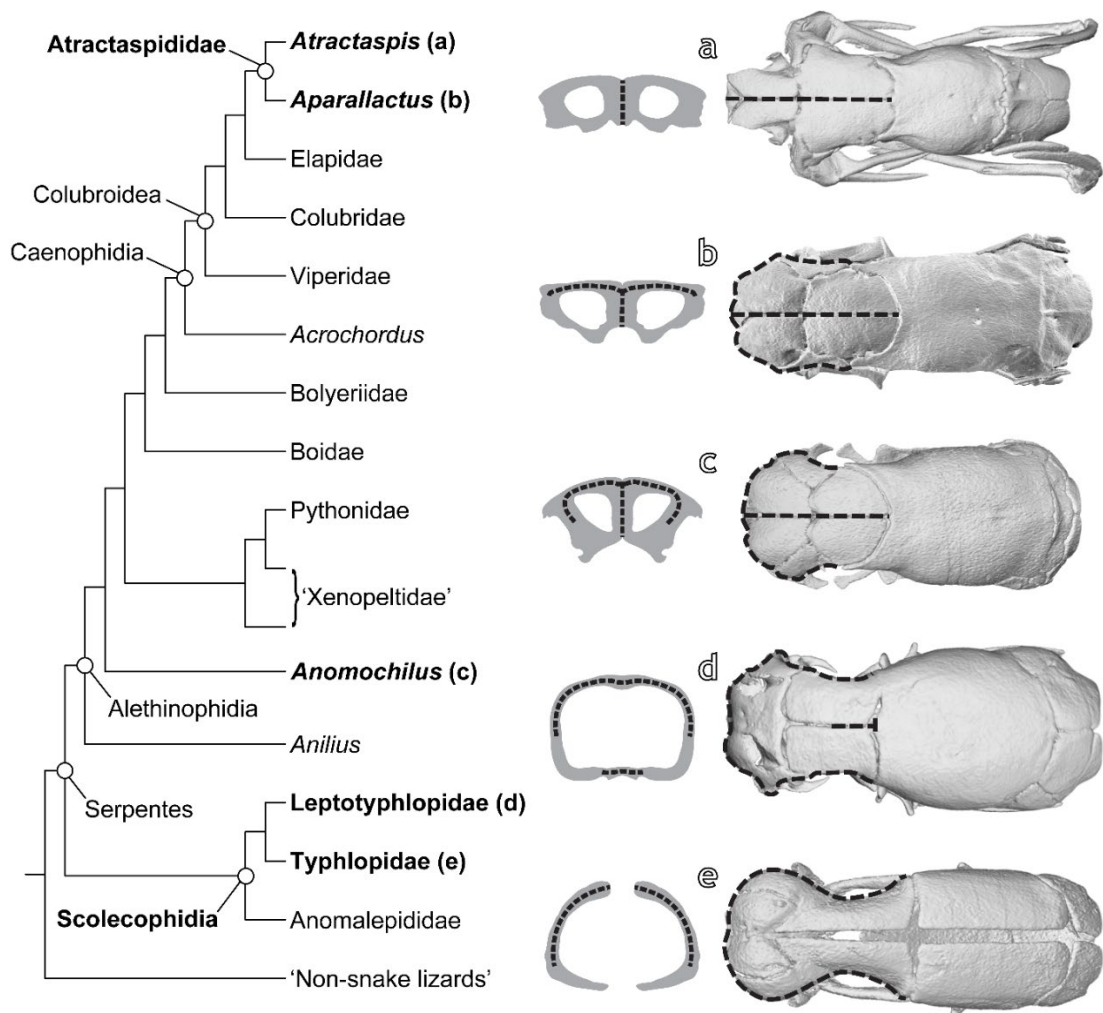 Atractaspididae
Atractaspis (a)
Aparallactus (b)
Elapidae
Colubroidea
Colubridae
Caenophidia
Viperidae
Acrochordus
Bolyeriidae
Boidae
Pythonidae
‘Xenopeltidae’
Anomochilus (c)
Alethinophidia
Anilius
Serpentes
Leptotyphlopidae (d)
Typhlopidae (e)
Scolecophidia
Anomalepididae
‘Non-snake lizards’
a
b
c
d
e